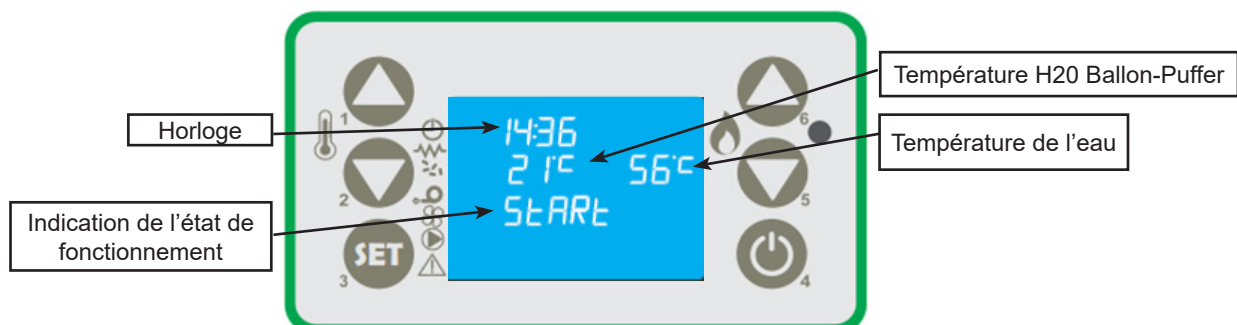 Température H20 Ballon-Puffer
1
6
Horloge
14:36
Température de l’eau
21°C 56°C
2
5
Indication de l’état de
fonctionnement
StARt
SET
3
4